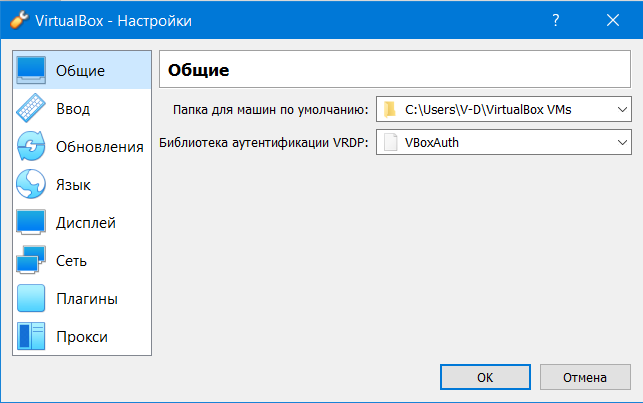 VirtualBox - Настройки
?
Общие
Ввод
Обновления
Язык
Дисплей
Сеть
Плагины
Прокси
Общие
Папка для машин по умолчанию: C:\Users\V-D\VirtualBox VMs
Библиотека аутентификации VRDP: VBoxAuth
OK Отмена